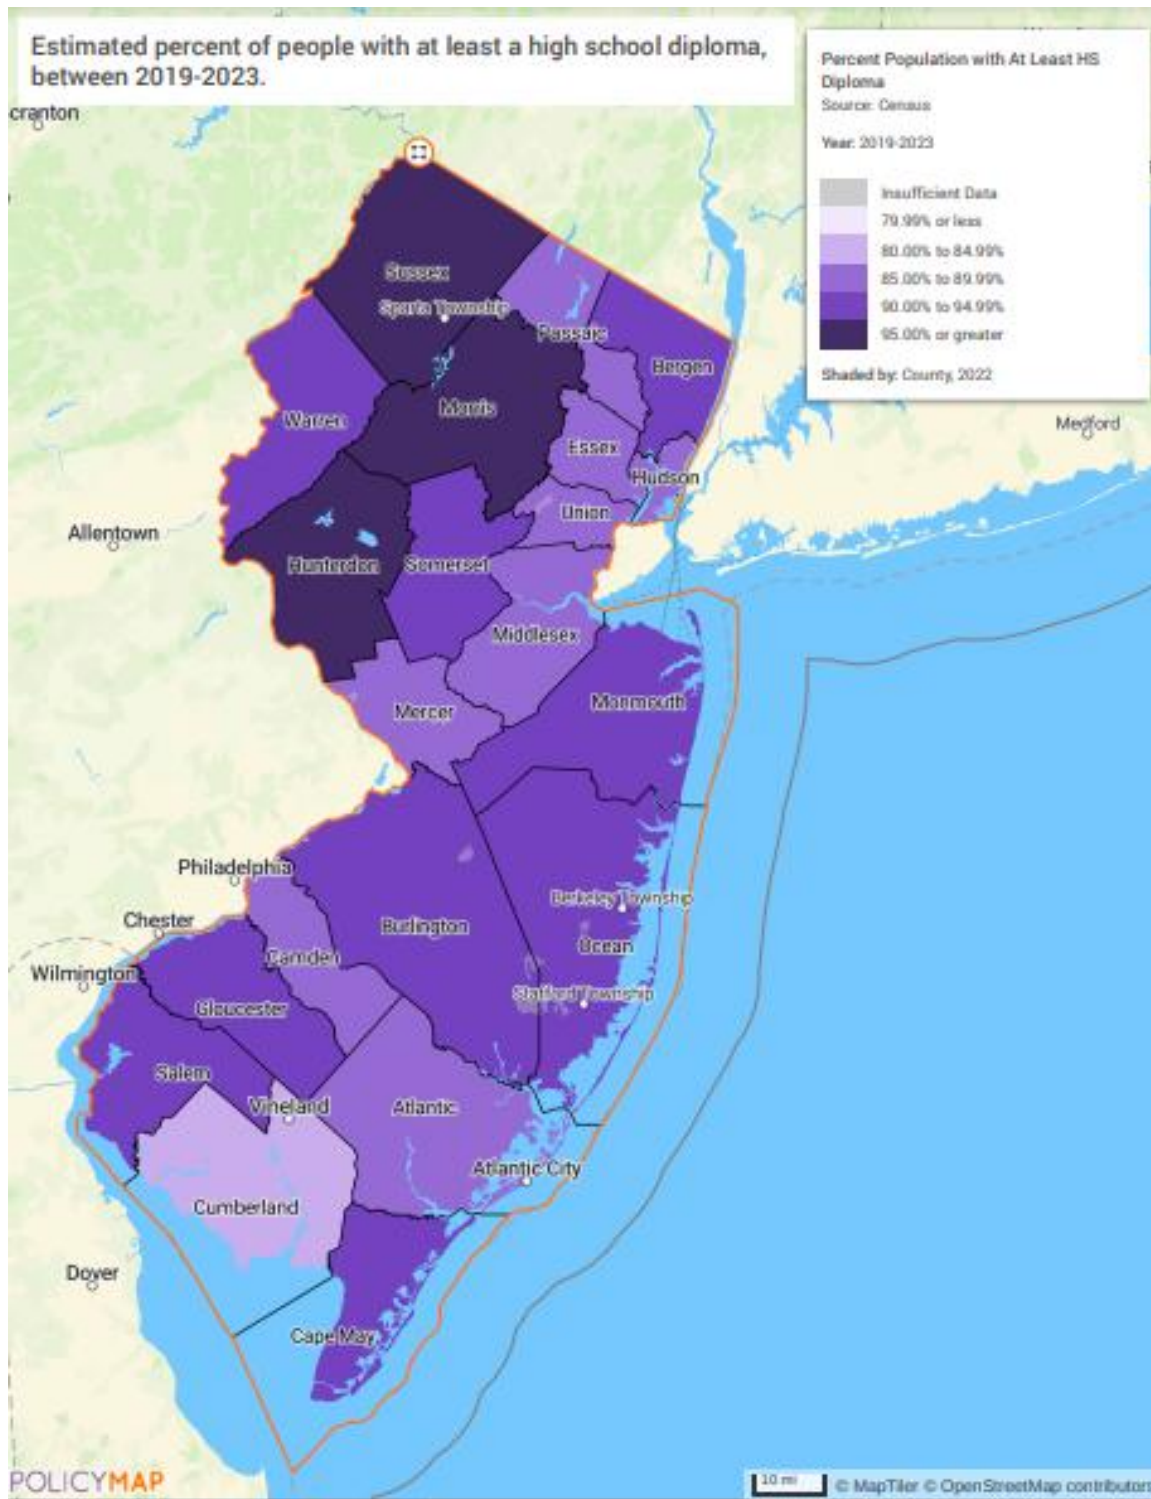 Estimated percent of people with at least a high school diploma,
between 2019-2023.
Percent Population with At Least HS
Diploma
Source: Census
Year: 2019-2023
Insufficient Data
79.99% or less
80.00% to 84.99%
85.00% to 89.99%
90.00% to 94.99%
95.00% or greater
Shaded by: County, 2022
cranton
Sussex
Sparta Township
Passaic
Bergen
Morris
Warren
Medford
Essex
Hudson
Union
Allentown
Hunterdon
Somerset
Middlesex
Monmouth
Mercer
Philadelphia
Berkeley Township
Chester
Burlington
Ocean
Camden
Wilmington
Stafford Township
Gloucester
Salem
Vineland
Atlantic
Atlantic City
Cumberland
Dover
Cape May
POLICYMAP
10 mi
© MapTiler © OpenStreetMap contributors